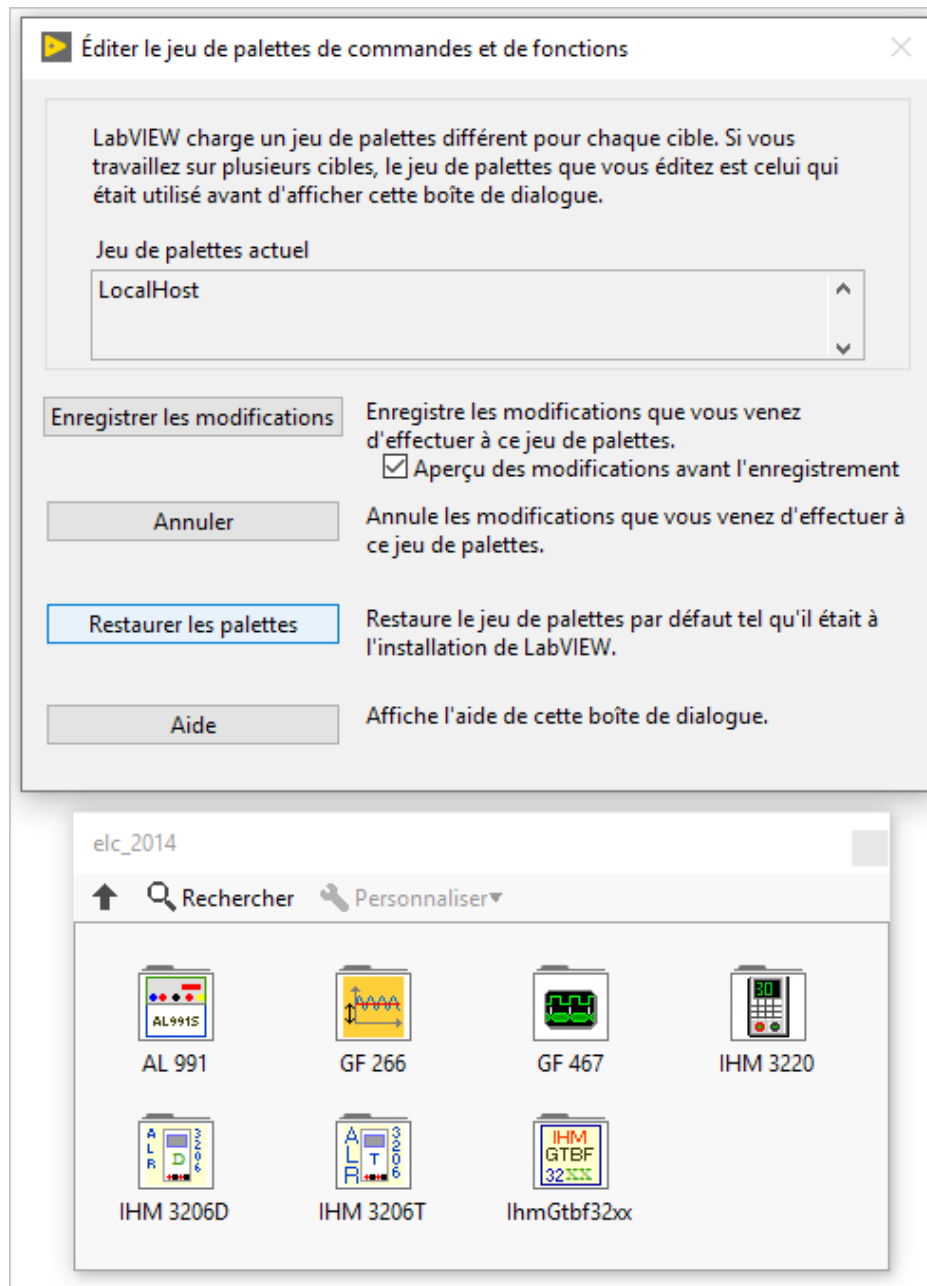 Éditer le jeu de palettes de commandes et de fonctions
LabVIEW charge un jeu de palettes différent pour chaque cible. Si vous
travaillez sur plusieurs cibles, le jeu de palettes que vous éditez est celui qui
était utilisé avant d'afficher cette boîte de dialogue.
Jeu de palettes actuel
LocalHost
Enregistrer les modifications
Enregistre les modifications que vous venez
d'effectuer à ce jeu de palettes.
Aperçu des modifications avant l'enregistrement
Annuler
Annule les modifications que vous venez d'effectuer à
ce jeu de palettes.
Restaurer les palettes
Restaure le jeu de palettes par défaut tel qu'il était à
l'installation de LabVIEW.
Aide
Affiche l'aide de cette boîte de dialogue.
elc_2014
Rechercher Personnaliser
AL991S
30
AL 991 GF 266 GF 467 IHM 3220
ALR D 3206
ALR T 3206
IHM
GTBF
32XX
IHM 3206D IHM 3206T IhmGtbf32xx